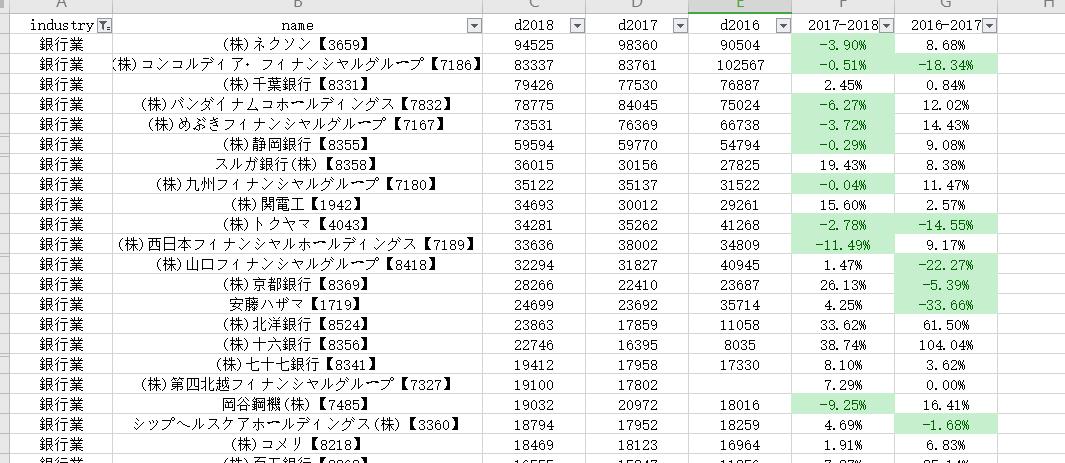 A B C D E F G H
industry name d2018 d2017 d2016 2017-2018 2016-2017
銀行業 (株)ネクソン【3659】 94525 98360 90504 -3.90% 8.68%
銀行業 (株)コンコルディア・フィナンシャルグループ【7186】 83337 83761 102567 -0.51% -18.34%
銀行業 (株)千葉銀行【8331】 79426 77530 76887 2.45% 0.84%
銀行業 (株)バンダイナムコホールディングス【7832】 78775 84045 75024 -6.27% 12.02%
銀行業 (株)めぶきフィナンシャルグループ【7167】 73531 76369 66738 -3.72% 14.43%
銀行業 (株)静岡銀行【8355】 59594 59770 54794 -0.29% 9.08%
銀行業 スルガ銀行(株)【8358】 36015 30156 27825 19.43% 8.38%
銀行業 (株)九州フィナンシャルグループ【7180】 35122 35137 31522 -0.04% 11.47%
銀行業 (株)関電工【1942】 34693 30012 29261 15.60% 2.57%
銀行業 (株)トクヤマ【4043】 34281 35262 41268 -2.78% -14.55%
銀行業 (株)西日本フィナンシャルホールディングス【7189】 33636 38002 34809 -11.49% 9.17%
銀行業 (株)山口フィナンシャルグループ【8418】 32294 31827 40945 1.47% -22.27%
銀行業 (株)京都銀行【8369】 28266 22410 23687 26.13% -5.39%
銀行業 安藤ハザマ【1719】 24699 23692 35714 4.25% -33.66%
銀行業 (株)北洋銀行【8524】 23863 17859 11058 33.62% 61.50%
銀行業 (株)十六銀行【8356】 22746 16395 8035 38.74% 104.04%
銀行業 (株)七十七銀行【8341】 19412 17958 17330 8.10% 3.62%
銀行業 (株)第四北越フィナンシャルグループ【7327】 19100 17802 7.29% 0.00%
銀行業 岡谷鋼機(株)【7485】 19032 20972 18016 -9.25% 16.41%
銀行業 シップヘルスケアホールディングス(株)【3360】 18794 17952 18259 4.69% -1.68%
銀行業 (株)コメリ【8218】 18469 18123 16964 1.91% 6.83%